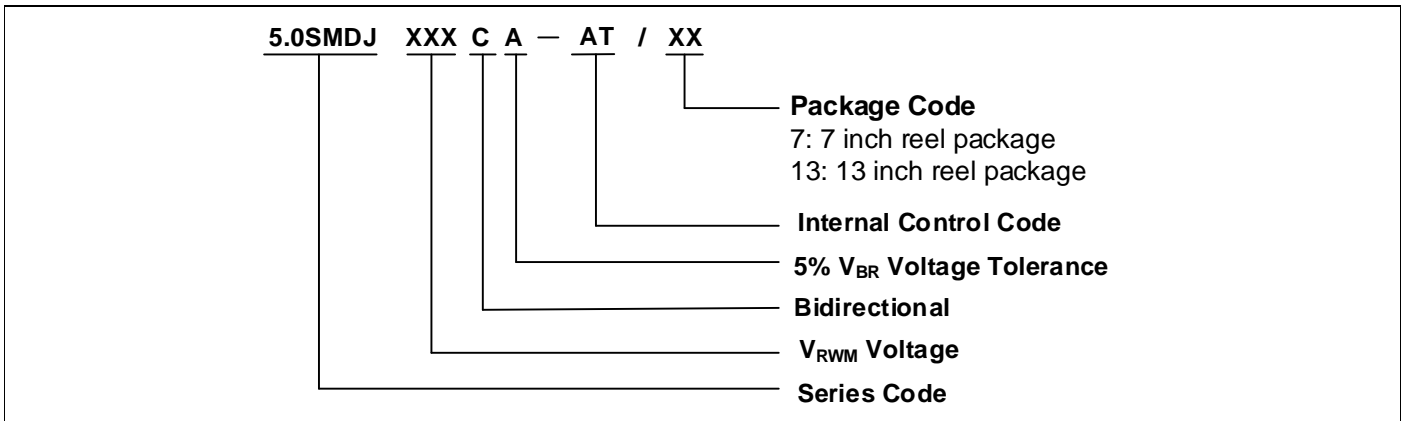 5.0SMDJ XXX C A — AT / XX
Package Code
7: 7 inch reel package
13: 13 inch reel package
Internal Control Code
5% VBR Voltage Tolerance
Bidirectional
VRWM Voltage
Series Code